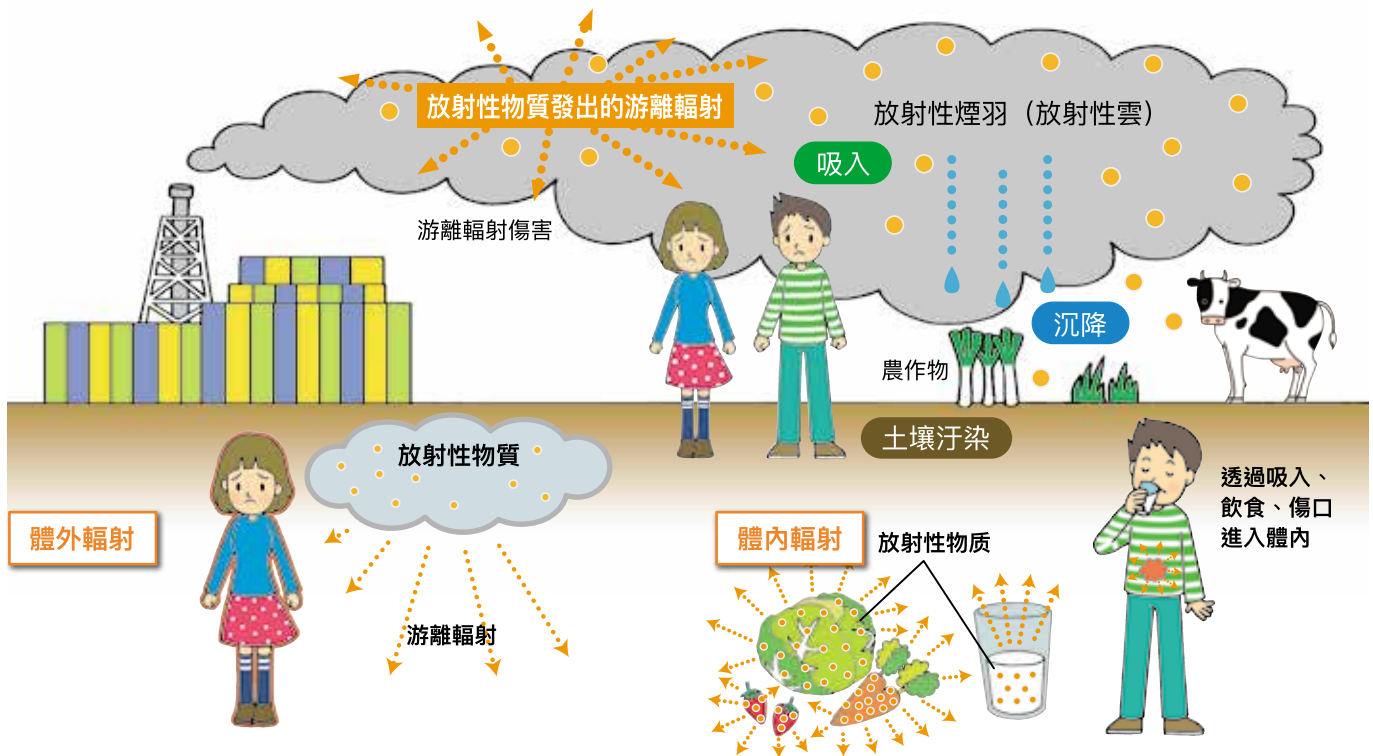 放射性物質發出的游離輻射
放射性煙羽（放射性雲）
吸入
游離輻射傷害
沉降
農作物
土壤汙染
放射性物質
體外輻射
游離輻射
體內輻射
放射性物质
透過吸入、
飲食、傷口
進入體內